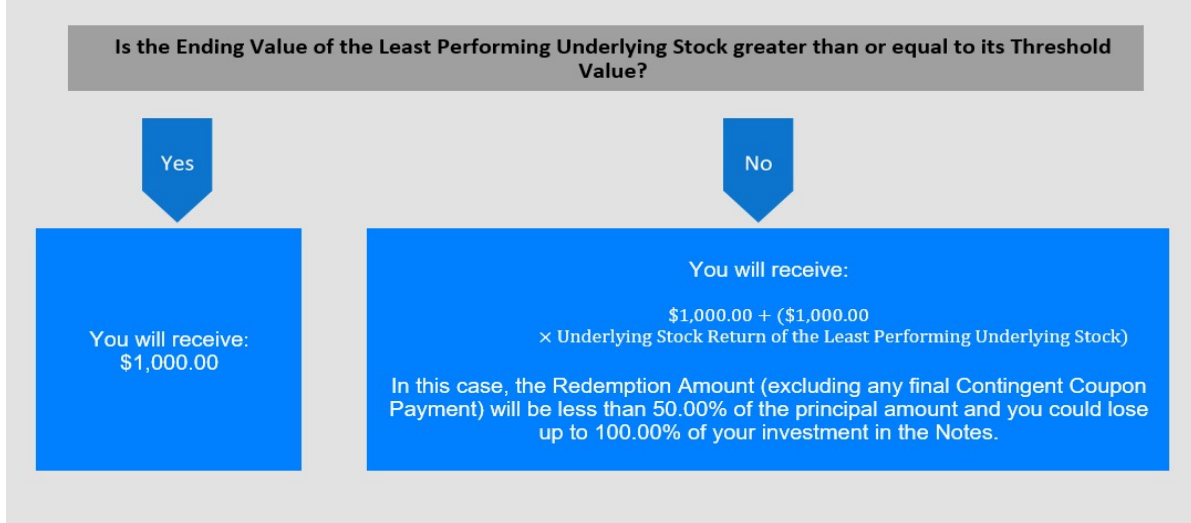 Is the Ending Value of the Least Performing Underlying Stock greater than or equal to its Threshold
Value?
Yes
No
You will receive:
$1,000.00
You will receive:
$1,000.00 + ($1,000.00
× Underlying Stock Return of the Least Performing Underlying Stock)
In this case, the Redemption Amount (excluding any final Contingent Coupon
Payment) will be less than 50.00% of the principal amount and you could lose
up to 100.00% of your investment in the Notes.